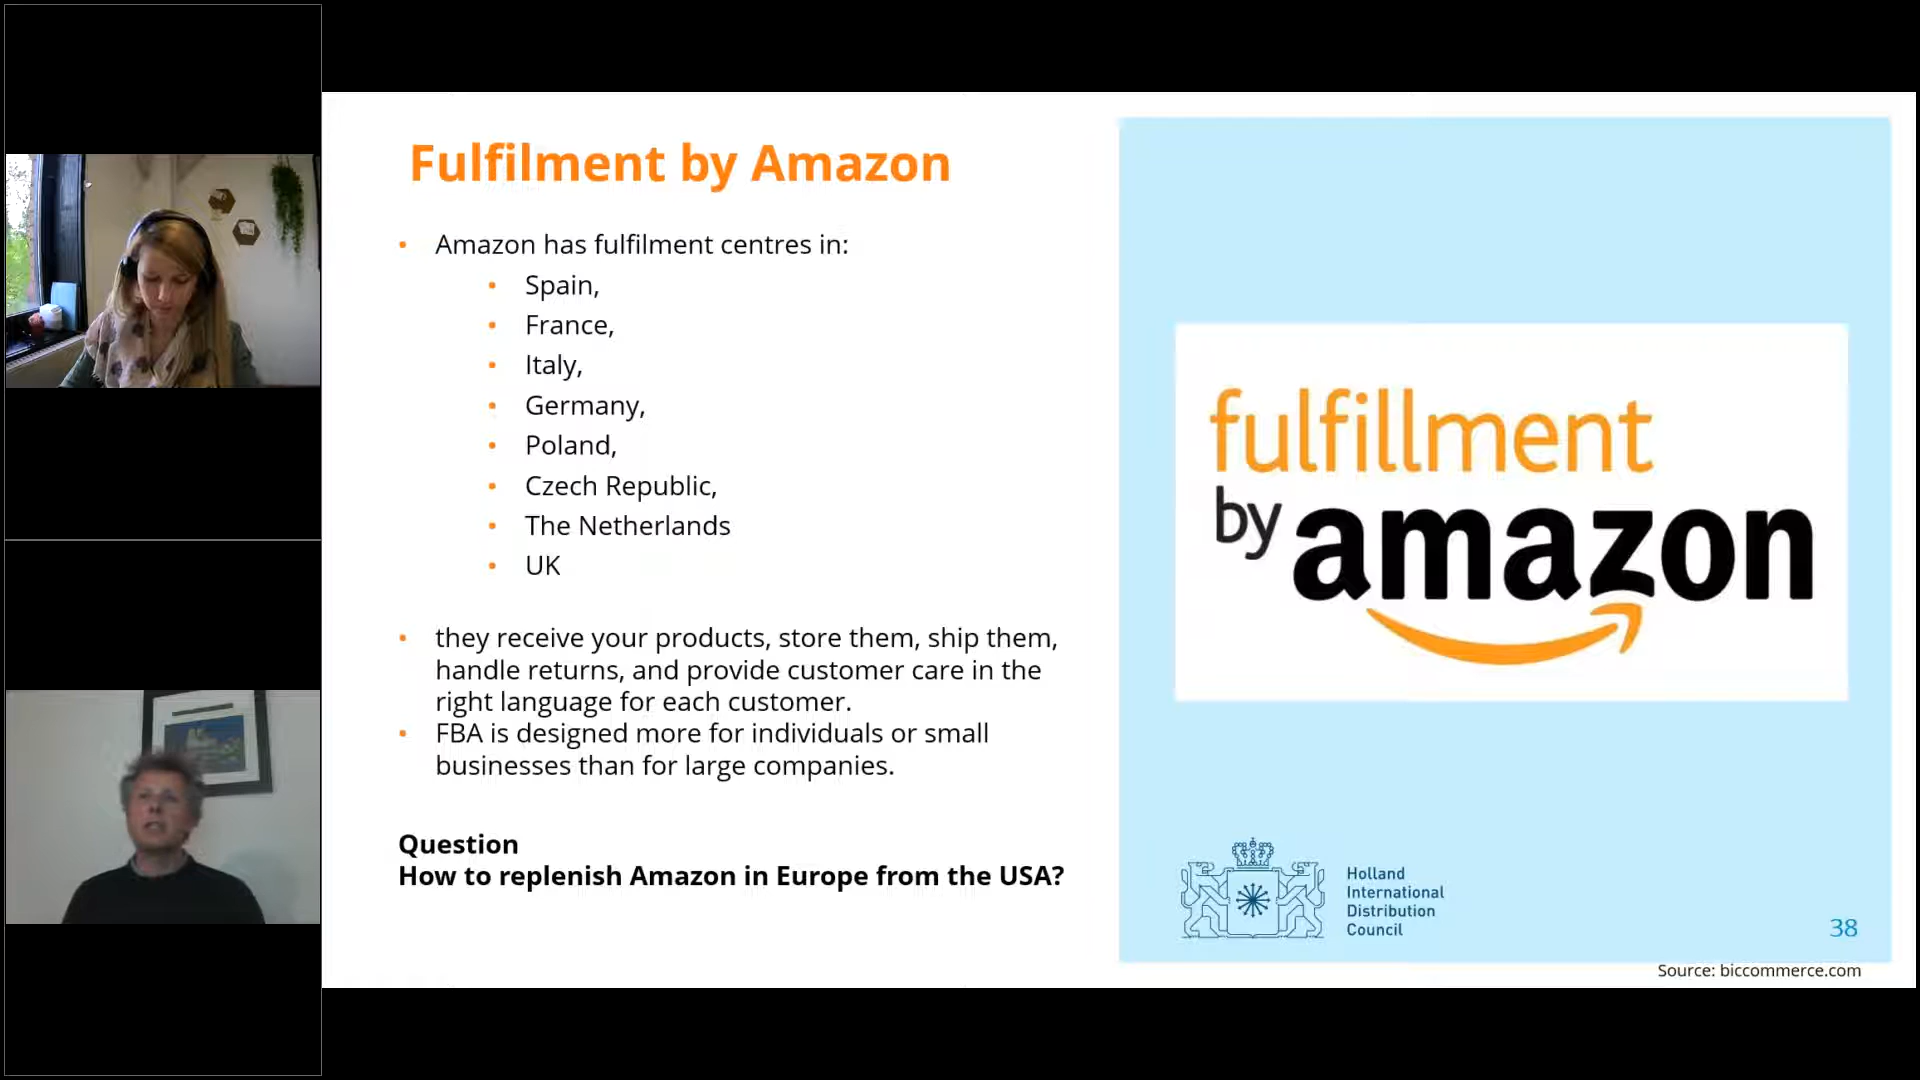 Fulfilment by Amazon
• Amazon has fulfilment centres in:
• Spain,
• France,
• Italy,
• Germany,
• Poland,
• Czech Republic,
• The Netherlands
• UK
• they receive your products, store them, ship them,
handle returns, and provide customer care in the
right language for each customer.
• FBA is designed more for individuals or small
businesses than for large companies.
Question
How to replenish Amazon in Europe from the USA?
fulfillment
by amazon
Holland
International
Distribution
Council
38
Source: biccommerce.com